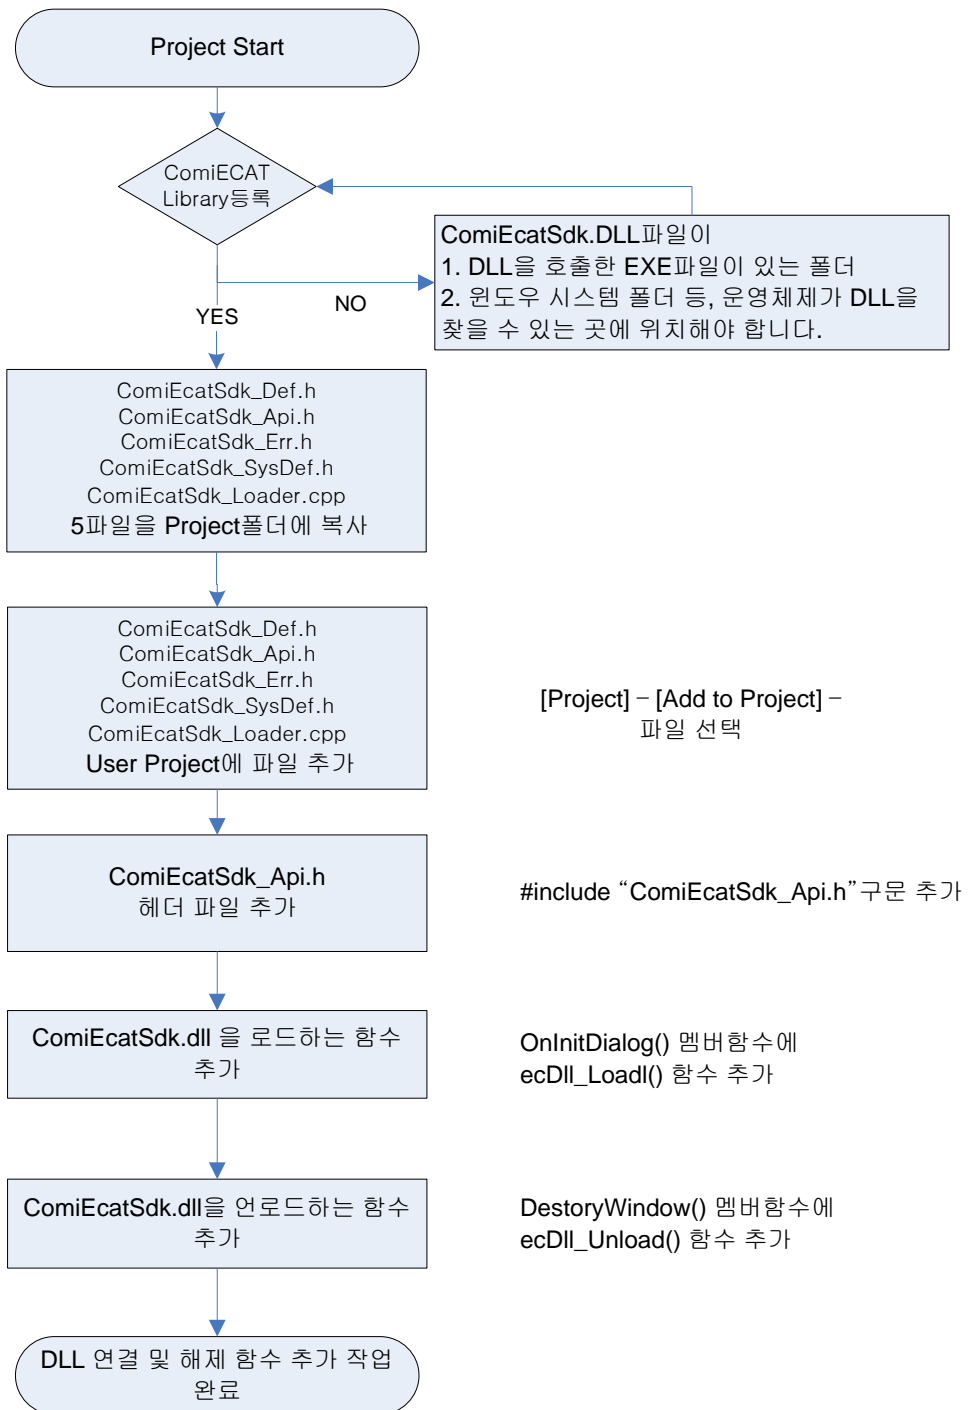 Project Start
ComiECAT
Library등록
ComiEcatSdk.DLL파일이
1. DLL을 호출한 EXE파일이 있는 폴더
2. 윈도우 시스템 폴더 등, 운영체제가 DLL을
찾을 수 있는 곳에 위치해야 합니다.
NO
YES
ComiEcatSdk_Def.h
ComiEcatSdk_Api.h
ComiEcatSdk_Err.h
ComiEcatSdk_SysDef.h
ComiEcatSdk_Loader.cpp
5파일을 Project폴더에 복사
ComiEcatSdk_Def.h
ComiEcatSdk_Api.h
ComiEcatSdk_Err.h
ComiEcatSdk_SysDef.h
ComiEcatSdk_Loader.cpp
User Project에 파일 추가
[Project] – [Add to Project] –
파일 선택
ComiEcatSdk_Api.h
헤더 파일 추가
#include “ComiEcatSdk_Api.h”구문 추가
ComiEcatSdk.dll 을 로드하는 함수
추가
OnInitDialog() 멤버함수에
ecDll_Loadl() 함수 추가
ComiEcatSdk.dll을 언로드하는 함수
추가
DestoryWindow() 멤버함수에
ecDll_Unload() 함수 추가
DLL 연결 및 해제 함수 추가 작업
완료